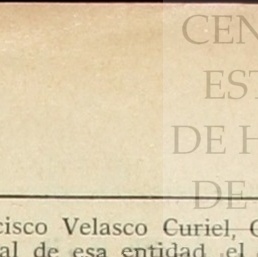 CEN
EST
DE H
DE
cisco Velasco Curiel, C
al de esa entidad el